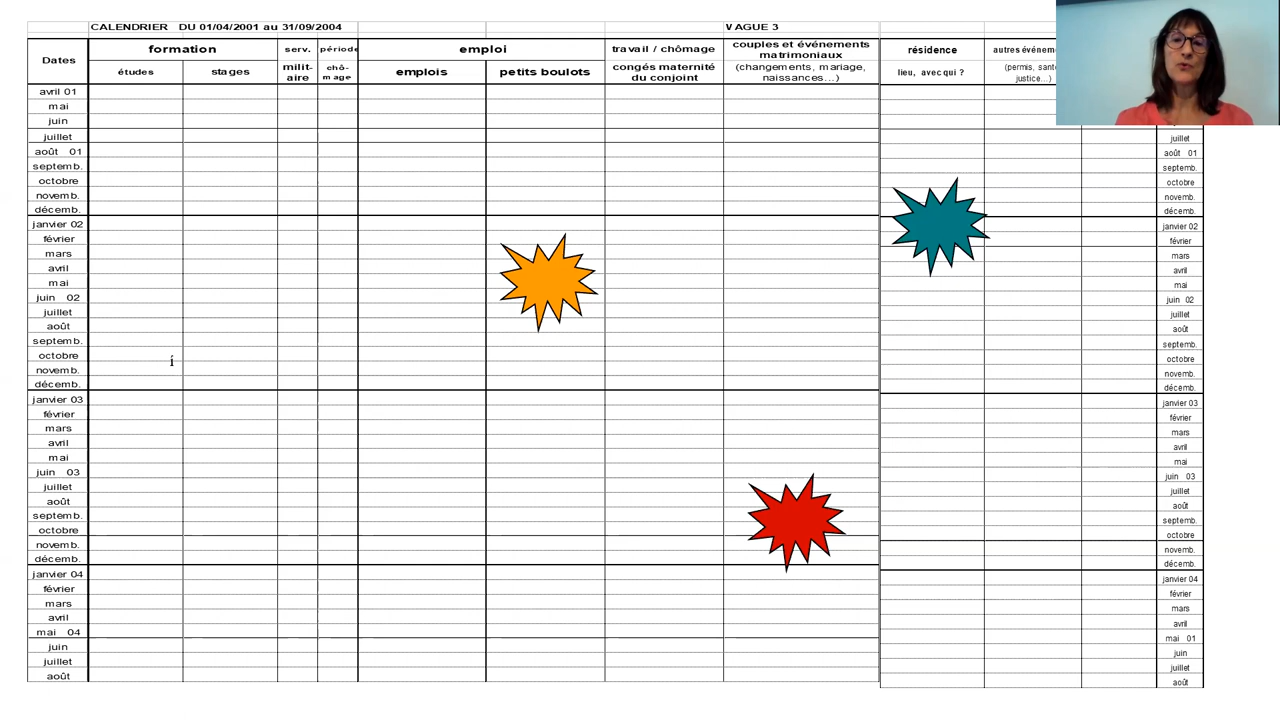 CALENDRIER DU 01/04/2001 au 31/09/2004 VAGUE 3
Dates
formation
études stages
serv. milit- aire
période chô- mage
emploi
emplois petits boulots
travail / chômage
congés maternité du conjoint
couples et événements matrimoniaux
(changements, mariage, naissances...)
résidence
lieu, avec qui ?
autres
(permis,
justice...)
avril 01
mai
juin
juillet juillet
août 01 août 01
septemb. septemb.
octobre octobre
novemb. novemb.
décemb. décemb.
janvier 02 janvier 02
février février
mars mars
avril avril
mai mai
juin 02 juin 02
juillet juillet
août août
septemb. septemb.
octobre í octobre
novemb. novemb.
décemb. décemb.
janvier 03 janvier 03
février février
mars mars
avril avril
mai mai
juin 03 juin 03
juillet juillet
août août
septemb. septemb.
octobre octobre
novemb. novemb.
décemb. décemb.
janvier 04 janvier 04
février février
mars mars
avril avril
mai 04 mai 01
juin juin
juillet juillet
août août